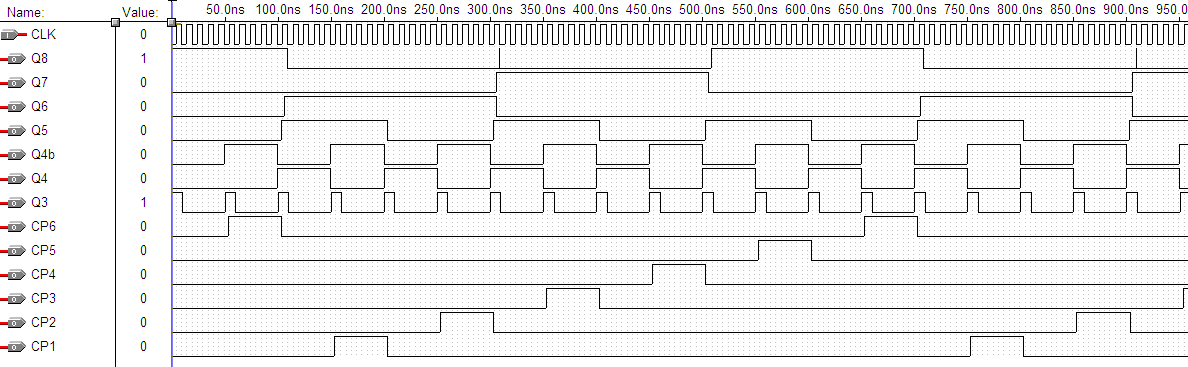 Name: Value: 50.0ns 100.0ns 150.0ns 200.0ns 250.0ns 300.0ns 350.0ns 400.0ns 450.0ns 500.0ns 550.0ns 600.0ns 650.0ns 700.0ns 750.0ns 800.0ns 850.0ns 900.0ns 950.0
CLK 0
Q8 1
Q7 0
Q6 0
Q5 0
Q4b 0
Q4 0
Q3 1
CP6 0
CP5 0
CP4 0
CP3 0
CP2 0
CP1 0